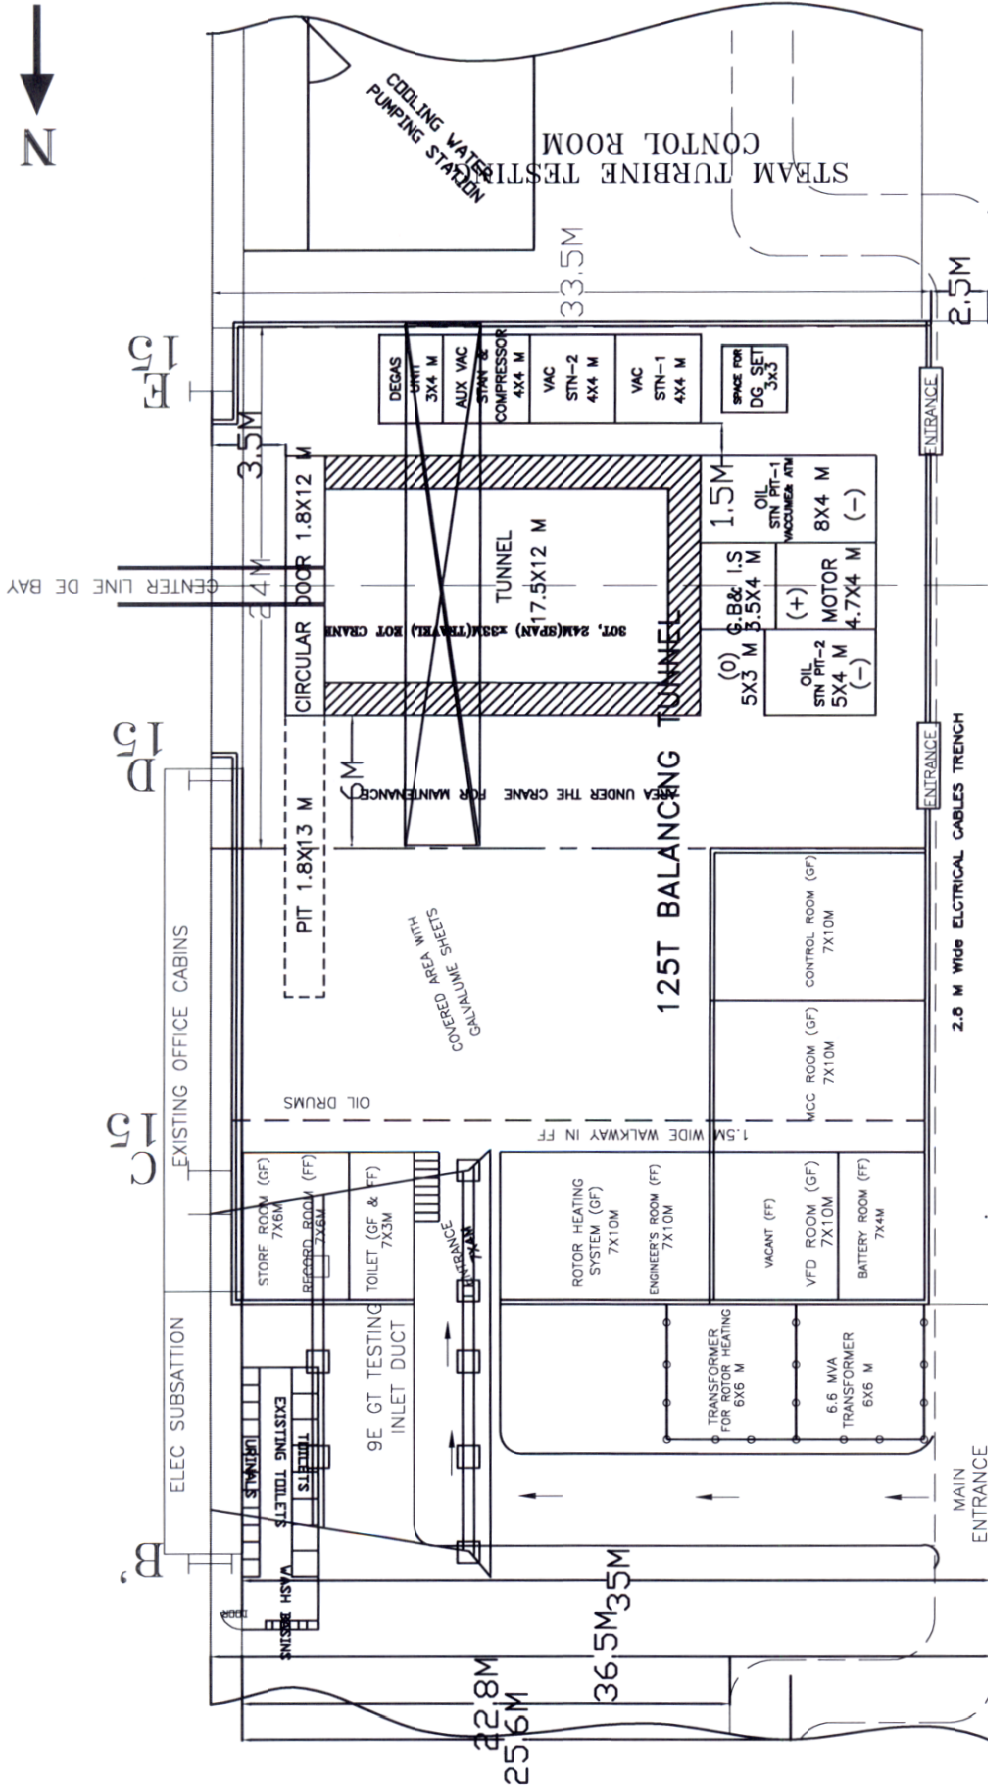 N
COOLING WATER
PUMPING STATION
STEAM TURBINE TESTING
CONTOL ROOM
33.5M
2.5M
15
E
3.5M
DEGAS
UNIT
3X4 M
AUX VAC
STAN &
COMPRESSOR
4X4 M
VAC
STN-2
4X4 M
VAC
STN-1
4X4 M
SPACE FOR
DG SET
3x3
ENTRANCE
CIRCULAR DOOR 1.8X12 M
24M
CENTER LINE DE BAY
TUNNEL
17.5X12 M
30T, 24M(SPAN) x33M(TRAVEL) EOT CRANE
1.5M
OIL
STN PIT-1
VACCUME& ATM
8X4 M
(-)
G.B& I.S
3.5X4 M
(+)
MOTOR
4.7X4 M
(0)
5X3 M
OIL
STN PIT-2
5X4 M
(-)
15
D
6M
AREA UNDER THE CRANE FOR MAINTENANCE
ENTRANCE
PIT 1.8X13 M
125T BALANCING TUNNEL
2.8 M Wide ELCTRICAL CABLES TRENCH
COVERED AREA WITH
GALVALUME SHEETS
EXISTING OFFICE CABINS
CONTROL ROOM (GF)
7X10M
MCC ROOM (GF)
7X10M
OIL DRUMS
1.5M WIDE WALKWAY IN FF
15
C
STORE ROOM (GF)
7X6M
RECORD ROOM (FF)
7X6M
TOILET (GF & FF)
7X3M
ENTRANCE
7X4M
ROTOR HEATING
SYSTEM (GF)
7X10M
ENGINEER'S ROOM (FF)
7X10M
VACANT (FF)
VFD ROOM (GF)
7X10M
BATTERY ROOM (FF)
7X4M
ELEC SUBSATTION
9E GT TESTING
INLET DUCT
TRANSFORMER
FOR ROTOR HEATING
6X6 M
6.6 MVA
TRANSFORMER
6X6 M
URINALS
EXISTING TOILETS
TOILETS
WASH BASINS
DOOR
B'
MAIN
ENTRANCE
35M
36.5M
22.8M
25.6M